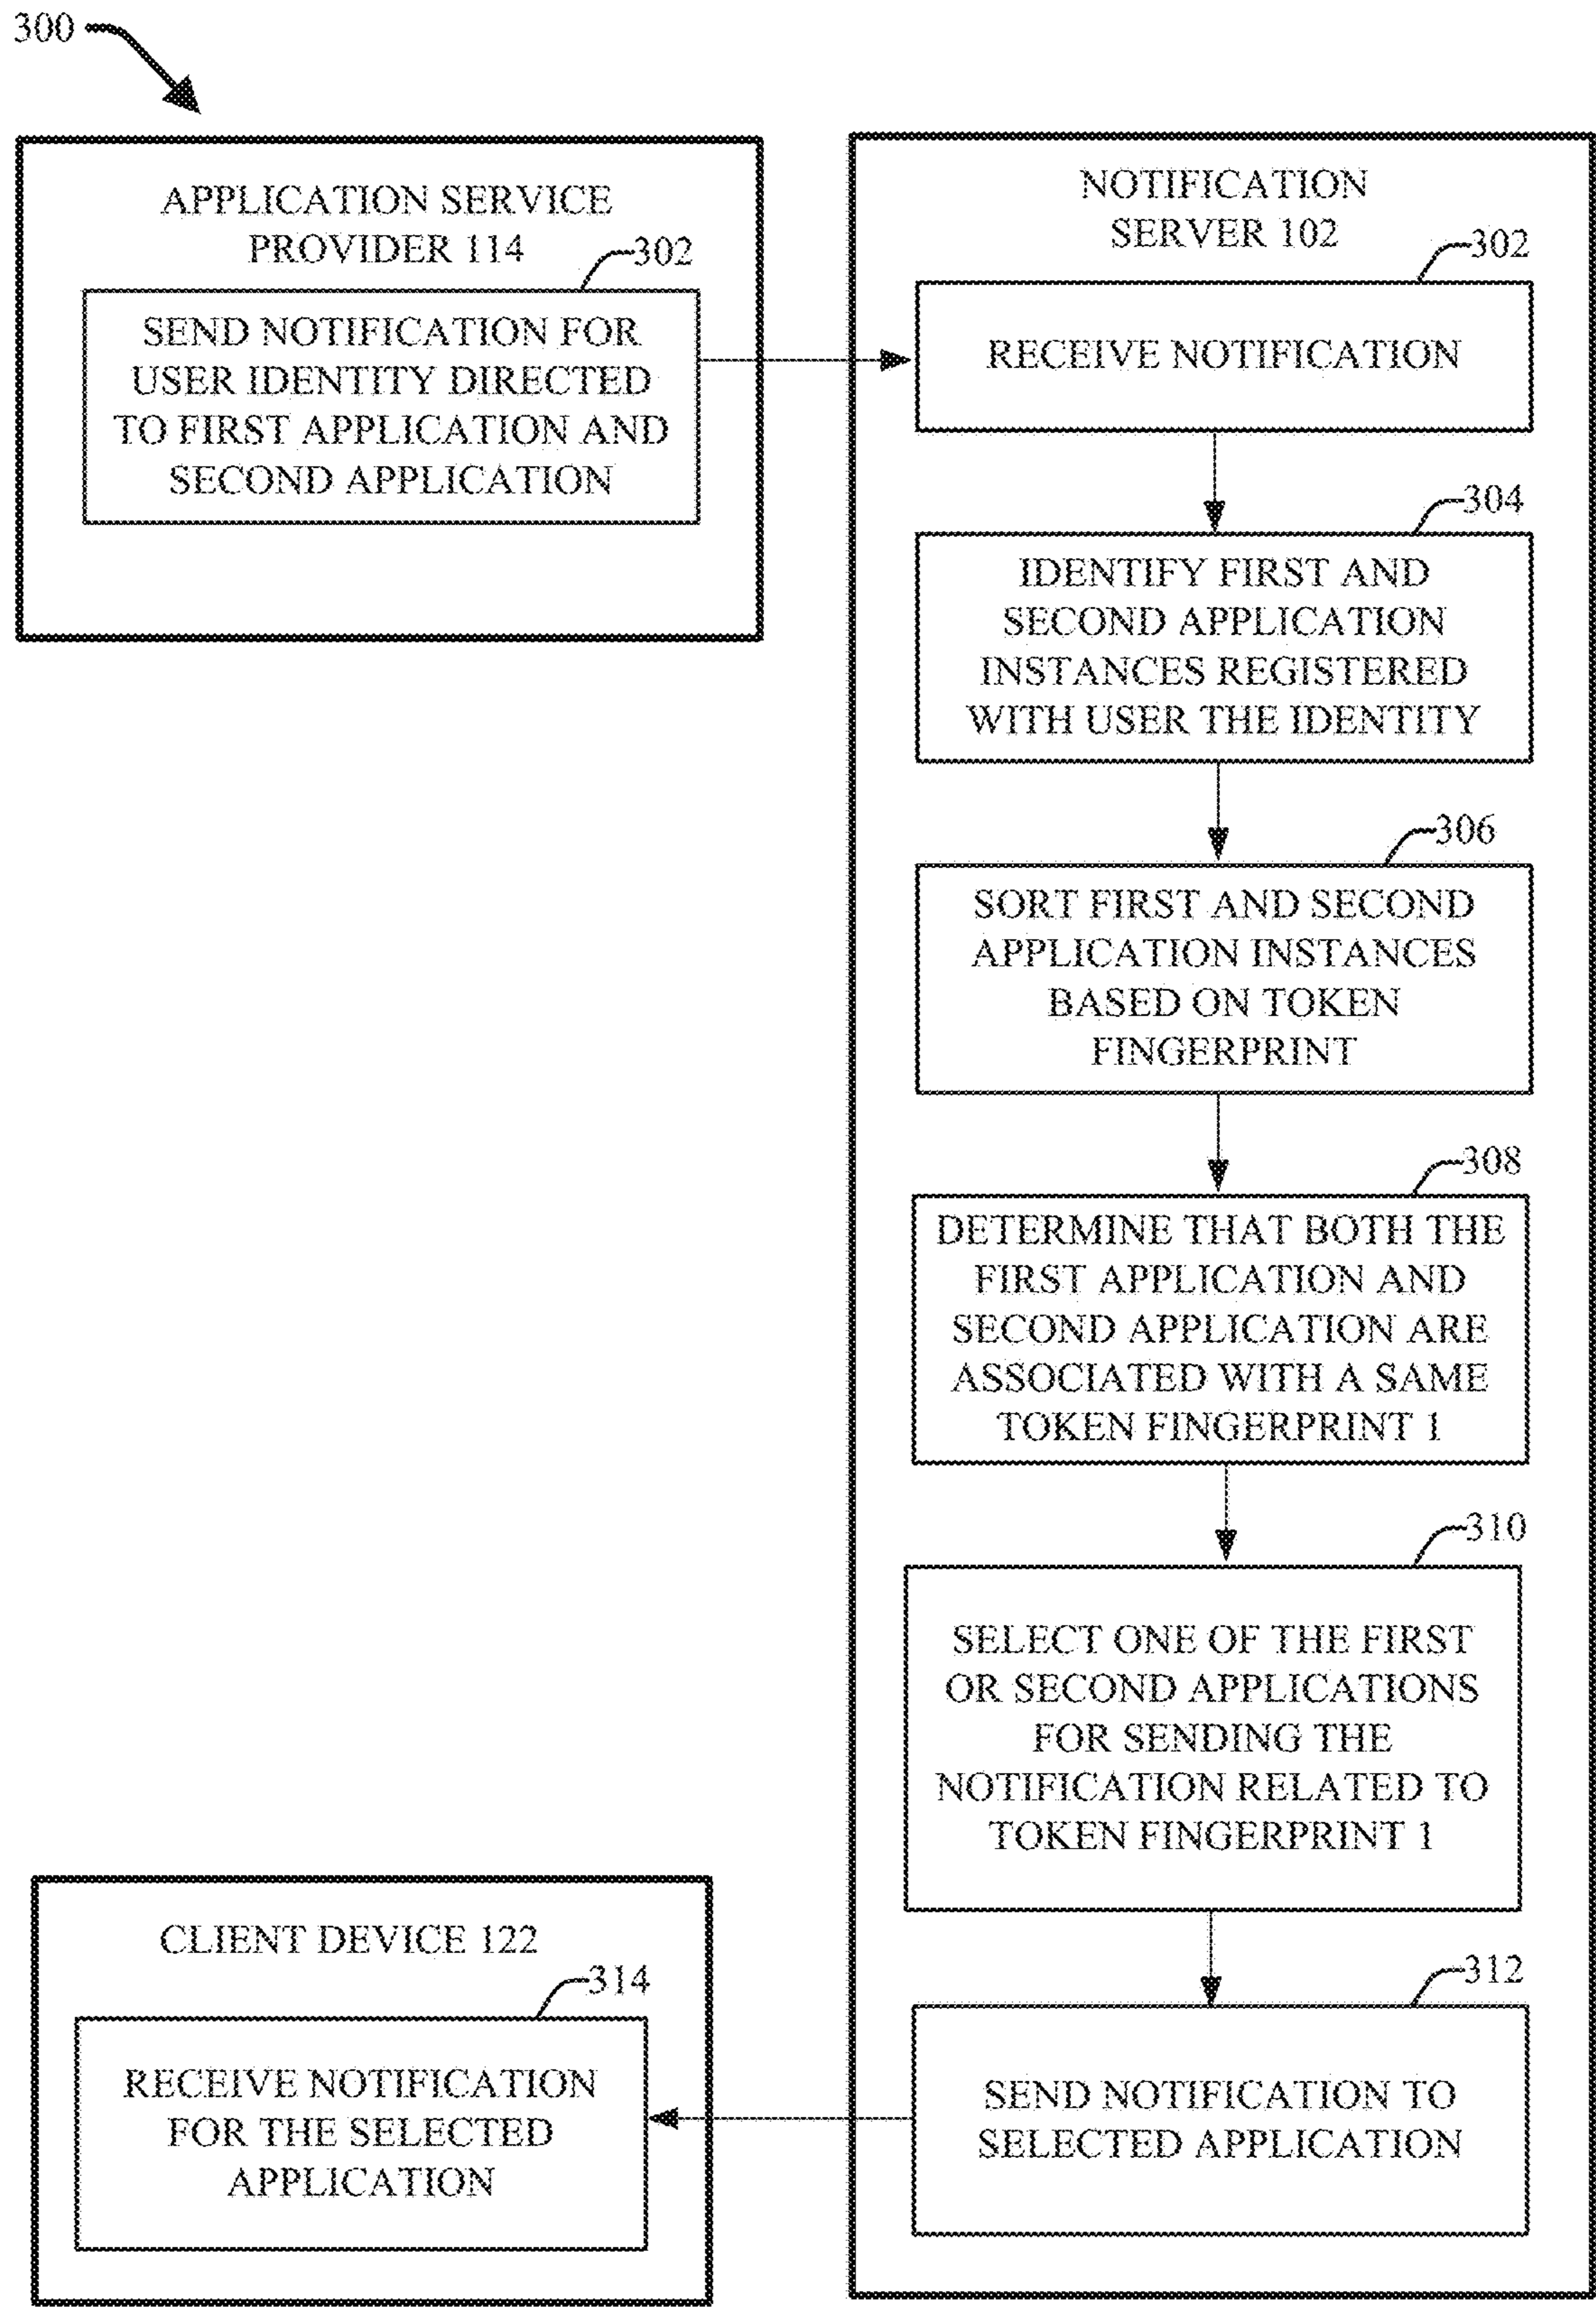 300
APPLICATION SERVICE
PROVIDER 114
302
SEND NOTIFICATION FOR
USER IDENTITY DIRECTED
TO FIRST APPLICATION AND
SECOND APPLICATION
NOTIFICATION
SERVER 102
302
RECEIVE NOTIFICATION
304
IDENTIFY FIRST AND
SECOND APPLICATION
INSTANCES REGISTERED
WITH USER THE IDENTITY
306
SORT FIRST AND SECOND
APPLICATION INSTANCES
BASED ON TOKEN
FINGERPRINT
308
DETERMINE THAT BOTH THE
FIRST APPLICATION AND
SECOND APPLICATION ARE
ASSOCIATED WITH A SAME
TOKEN FINGERPRINT 1
310
SELECT ONE OF THE FIRST
OR SECOND APPLICATIONS
FOR SENDING THE
NOTIFICATION RELATED TO
TOKEN FINGERPRINT 1
312
SEND NOTIFICATION TO
SELECTED APPLICATION
CLIENT DEVICE 122
314
RECEIVE NOTIFICATION
FOR THE SELECTED
APPLICATION